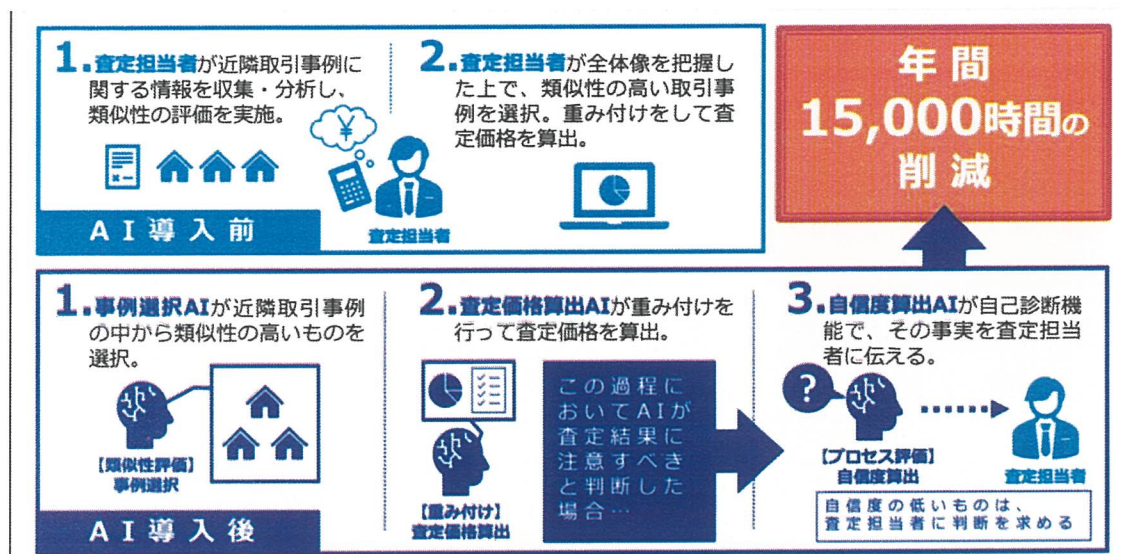 1.査定担当者が近隣取引事例に
関する情報を収集・分析し、
類似性の評価を実施。
¥
査定担当者
2.査定担当者が全体像を把握し
た上で、類似性の高い取引事
例を選択。重み付けをして査
定価格を算出。
AI導入前
年間
15,000時間の
削減
1.事例選択AIが近隣取引事例
の中から類似性の高いものを
選択。
【類似性評価】
事例選択
2.査定価格算出AIが重み付けを
行って査定価格を算出。
【重み付け】
査定価格算出
この過程に
おいてAIが
査定結果に
注意すべき
と判断した
場合…
3.自信度算出AIが自己診断機
能で、その事実を査定担当
者に伝える。
?
【プロセス評価】
自信度算出
査定担当者
自信度の低いものは、
査定担当者に判断を求める
AI導入後